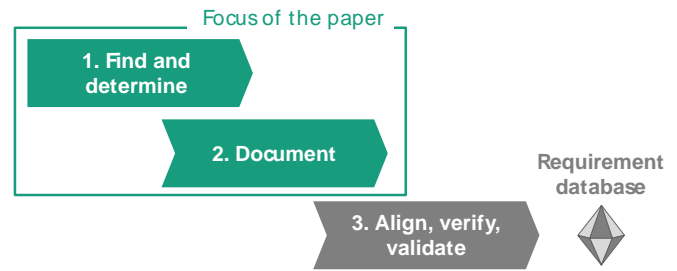 Focus of the paper
1. Find and
determine
2. Document
Requirement
database
3. Align, verify,
validate